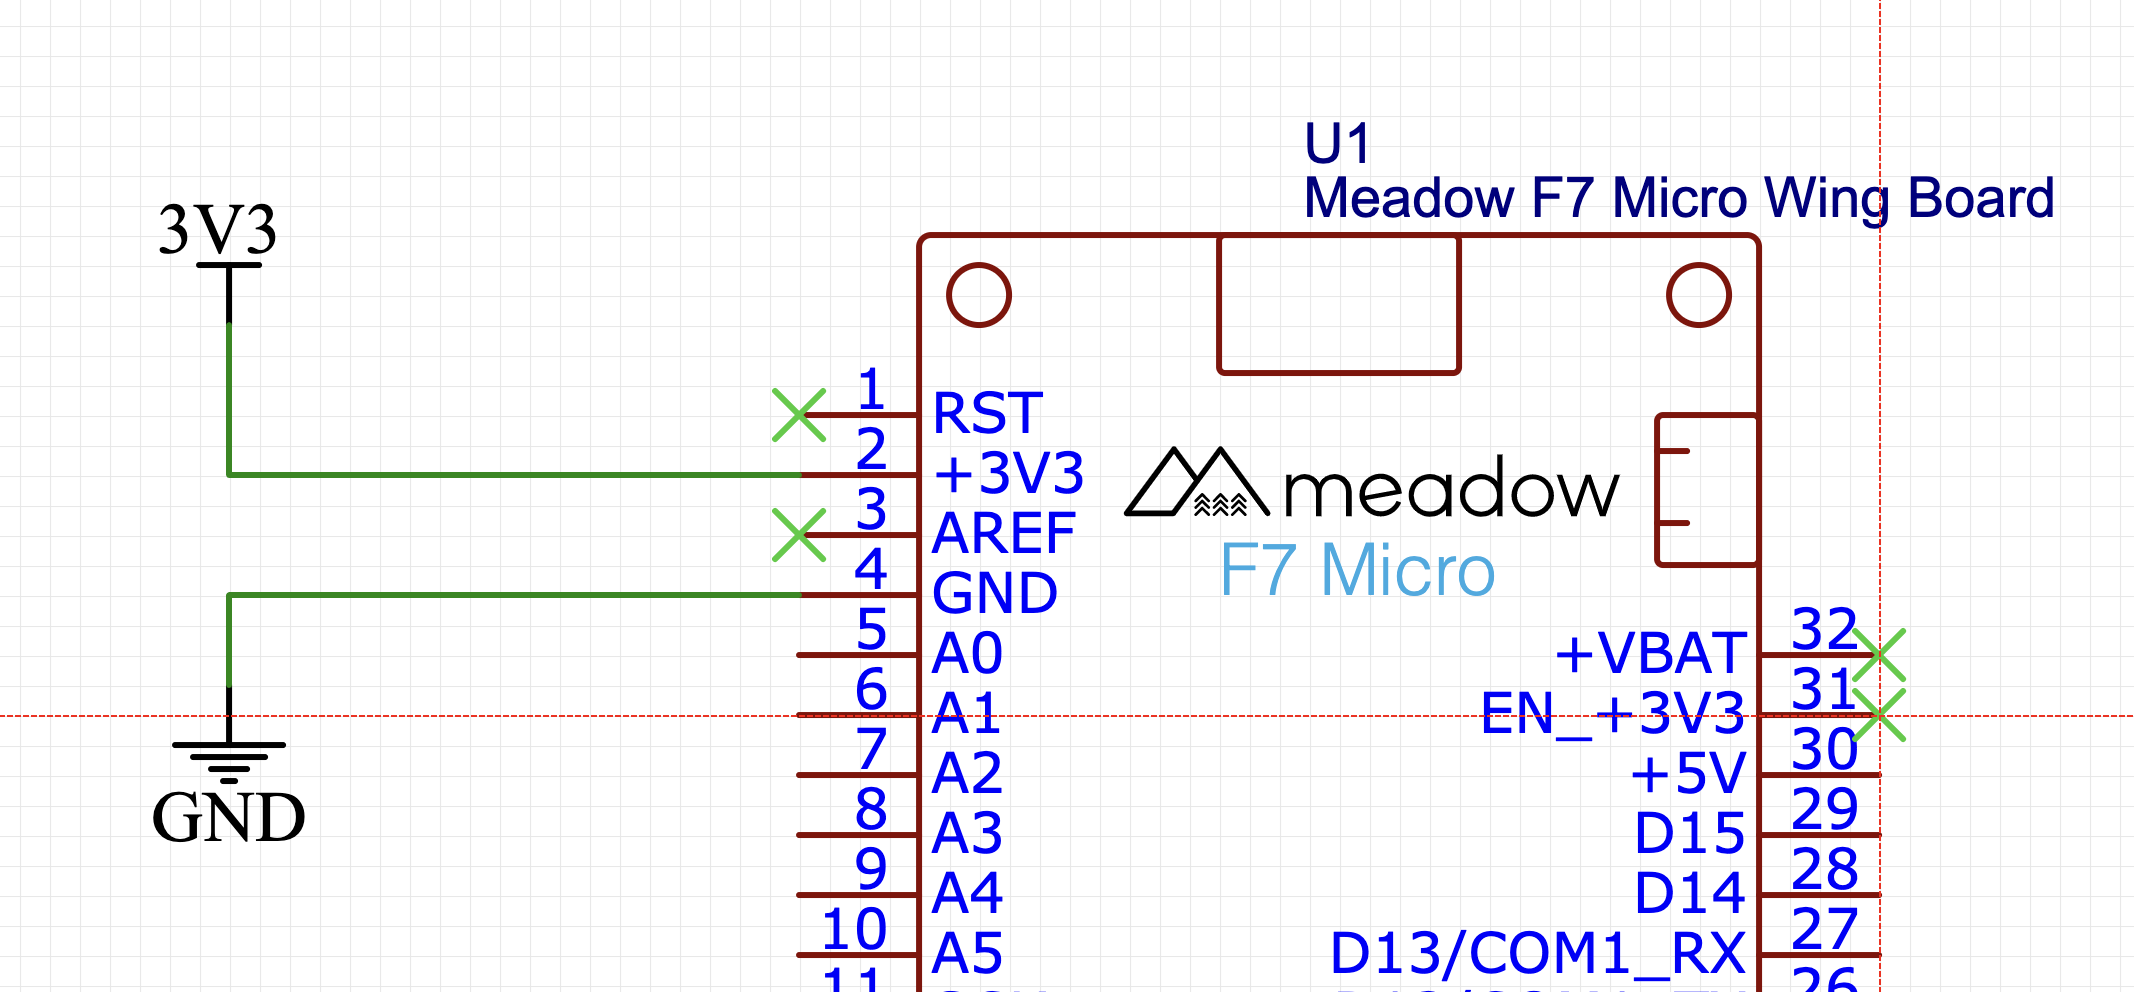 U1
Meadow F7 Micro Wing Board
3V3
1
RST
2
+3V3
3
AREF
meadow
F7 Micro
4
GND
5
A0
32
+VBAT
6
A1
31
EN_+3V3
7
A2
30
+5V
GND
8
A3
29
D15
9
A4
28
D14
10
A5
27
D13/COM1_RX
11
26